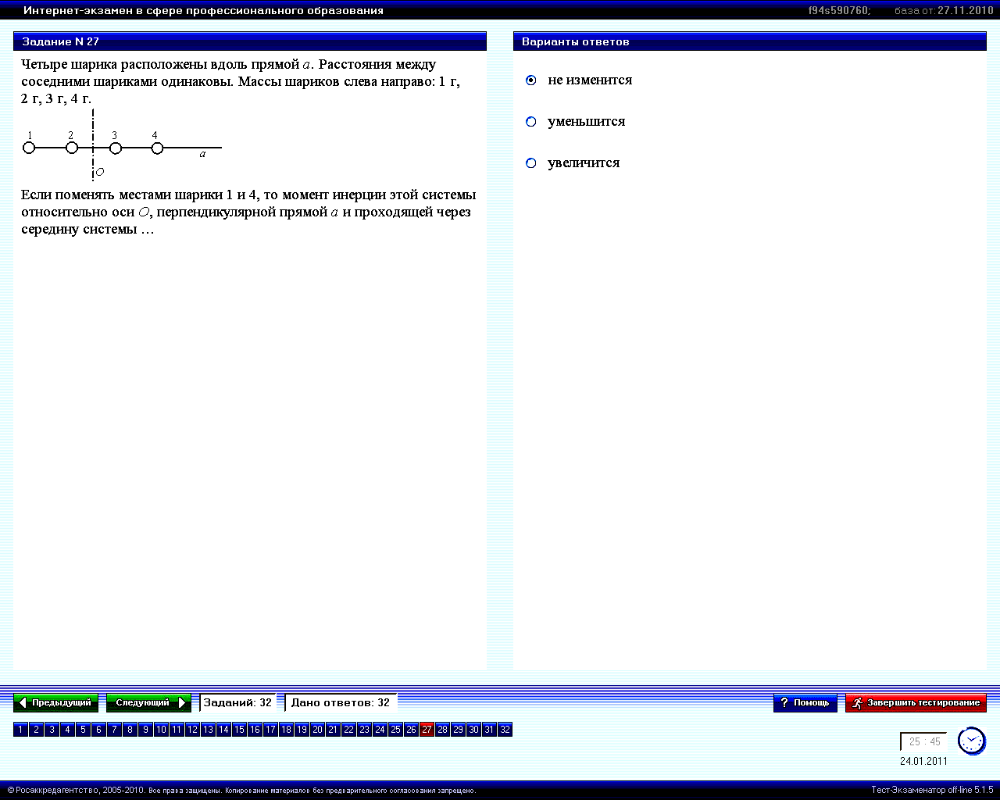 Интернет-экзамен в сфере профессионального образования
f94s590760; база от: 27.11.2010
Задание N 27
Четыре шарика расположены вдоль прямой a. Расстояния между
соседними шариками одинаковы. Массы шариков слева направо: 1 г,
2 г, 3 г, 4 г.
1 2 3 4
a
O
Если поменять местами шарики 1 и 4, то момент инерции этой системы
относительно оси O, перпендикулярной прямой a и проходящей через
середину системы …
Варианты ответов
не изменится
уменьшится
увеличится
Предыдущий Следующий Заданий: 32 Дано ответов: 32 ? Помощь Завершить тестирование
1 2 3 4 5 6 7 8 9 10 11 12 13 14 15 16 17 18 19 20 21 22 23 24 25 26 27 28 29 30 31 32
25 : 45
24.01.2011
© Росаккредагентство, 2005-2010. Все права защищены. Копирование материалов без предварительного согласования запрещено.
Тест-Экзаменатор off-line 5.1.5